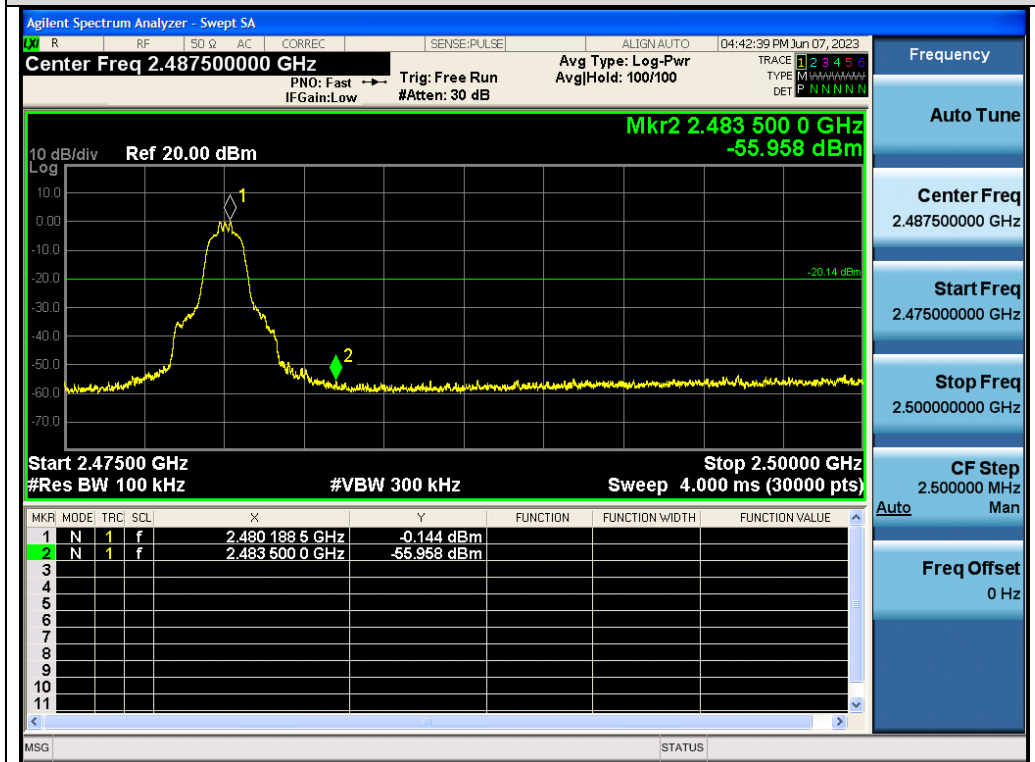 Agilent Spectrum Analyzer - Swept SA
LXI R RF 50 Ω AC CORREC SENSE:PULSE ALIGN AUTO 04:42:39 PM Jun 07, 2023
Center Freq 2.487500000 GHz
PNO: Fast
IFGain:Low
Trig: Free Run
#Atten: 30 dB
Avg Type: Log-Pwr
Avg|Hold: 100/100
TRACE 1 2 3 4 5 6
TYPE M WWWWW
DET P N N N N N
Mkr2 2.483 500 0 GHz
-55.958 dBm
10 dB/div
Log
Ref 20.00 dBm
10.0
0.00
-10.0
-20.0
-30.0
-40.0
-50.0
-60.0
-70.0
1
2
-20.14 dBm
Start 2.47500 GHz
Stop 2.50000 GHz
#Res BW 100 kHz
#VBW 300 kHz
Sweep 4.000 ms (30000 pts)
MKR MODE TRC SCL X Y FUNCTION FUNCTION WIDTH FUNCTION VALUE
1 N 1 f 2.480 188 5 GHz -0.144 dBm
2 N 1 f 2.483 500 0 GHz -55.958 dBm
3
4
5
6
7
8
9
10
11
MSG
STATUS
Frequency
Auto Tune
Center Freq
2.487500000 GHz
Start Freq
2.475000000 GHz
Stop Freq
2.500000000 GHz
CF Step
2.500000 MHz
Auto Man
Freq Offset
0 Hz